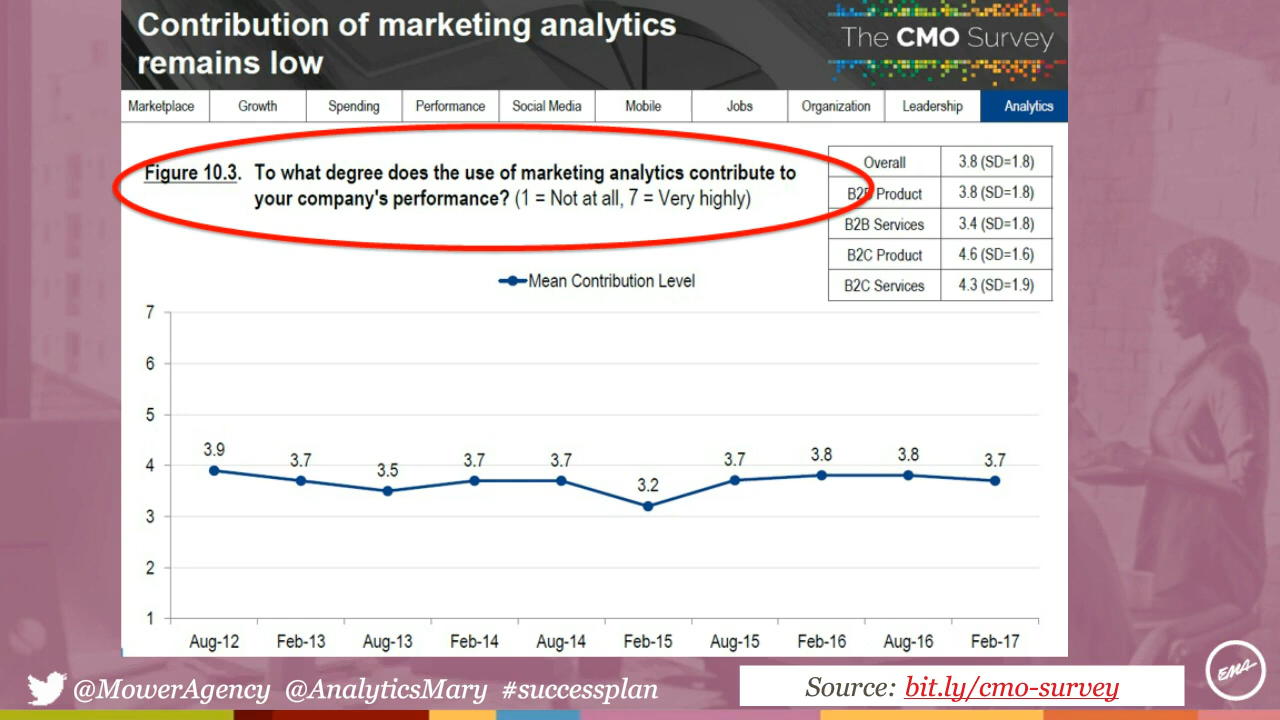 Contribution of marketing analytics
remains low
The CMO Survey
Marketplace Growth Spending Performance Social Media Mobile Jobs Organization Leadership Analytics
Figure 10.3. To what degree does the use of marketing analytics contribute to
your company's performance? (1 = Not at all, 7 = Very highly)
Overall 3.8 (SD=1.8)
B2B Product 3.8 (SD=1.8)
B2B Services 3.4 (SD=1.8)
B2C Product 4.6 (SD=1.6)
B2C Services 4.3 (SD=1.9)
Mean Contribution Level
7
6
5
4
3
2
1
3.9 3.7 3.5 3.7 3.7 3.2 3.7 3.8 3.8 3.7
Aug-12 Feb-13 Aug-13 Feb-14 Aug-14 Feb-15 Aug-15 Feb-16 Aug-16 Feb-17
@MowerAgency @AnalyticsMary #successplan
Source: bit.ly/cmo-survey
EMA